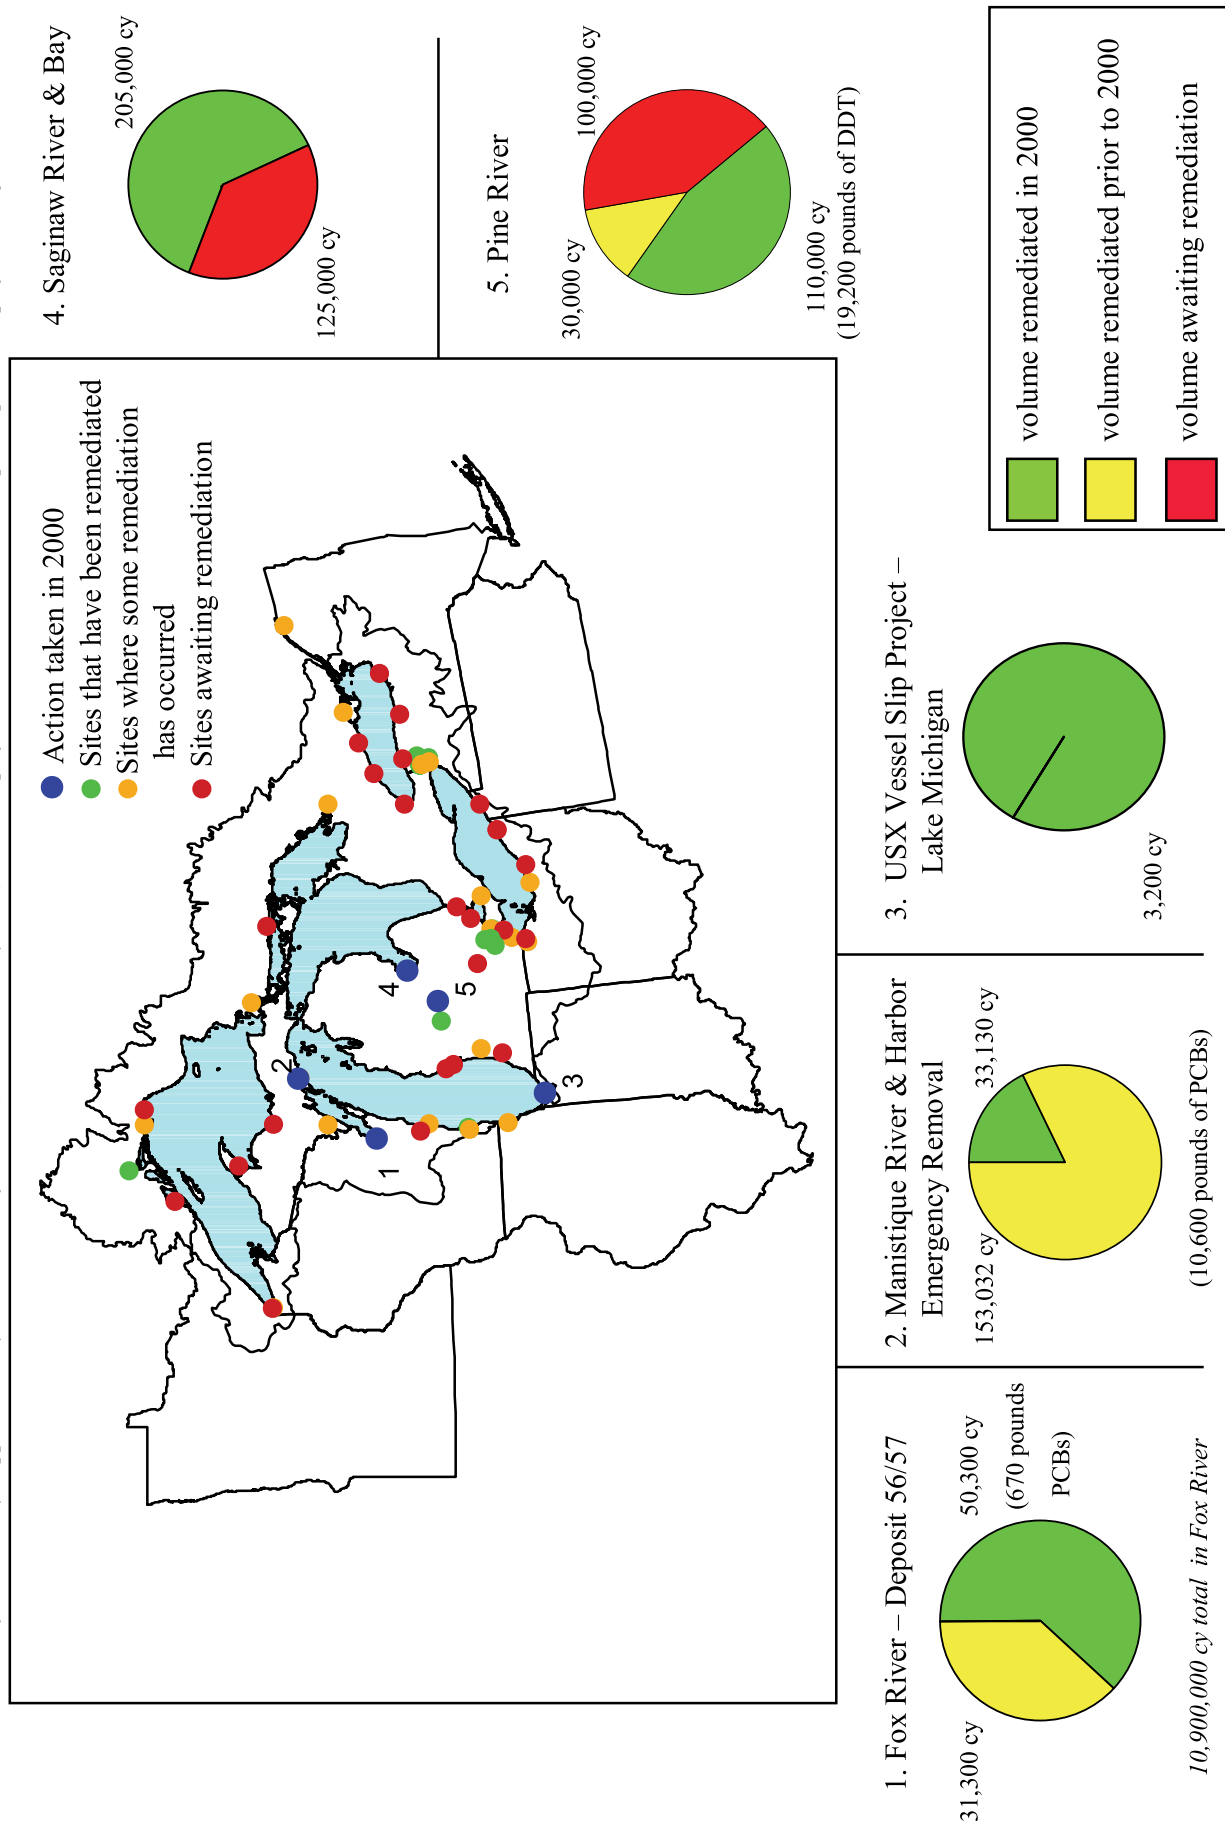 Action taken in 2000
Sites that have been remediated
Sites where some remediation
has occurred
Sites awaiting remediation
1
2
3
4
5
4. Saginaw River & Bay
205,000 cy
125,000 cy
5. Pine River
30,000 cy
100,000 cy
110,000 cy
(19,200 pounds of DDT)
1. Fox River – Deposit 56/57
31,300 cy
50,300 cy
(670 pounds
PCBs)
10,900,000 cy total in Fox River
2. Manistique River & Harbor
Emergency Removal
153,032 cy
33,130 cy
(10,600 pounds of PCBs)
3. USX Vessel Slip Project –
Lake Michigan
3,200 cy
volume remediated in 2000
volume remediated prior to 2000
volume awaiting remediation